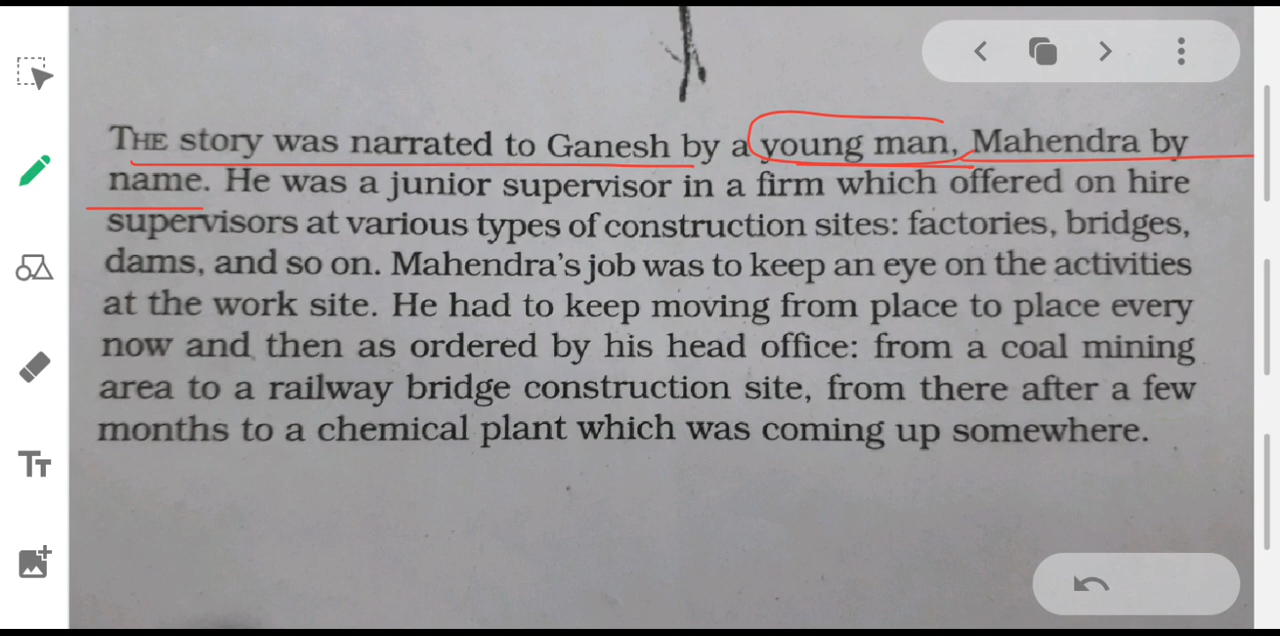 THE story was narrated to Ganesh by a young man, Mahendra by
name. He was a junior supervisor in a firm which offered on hire
supervisors at various types of construction sites: factories, bridges,
dams, and so on. Mahendra's job was to keep an eye on the activities
at the work site. He had to keep moving from place to place every
now and then as ordered by his head office: from a coal mining
area to a railway bridge construction site, from there after a few
months to a chemical plant which was coming up somewhere.
TT